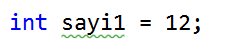 int sayi1 = 12;